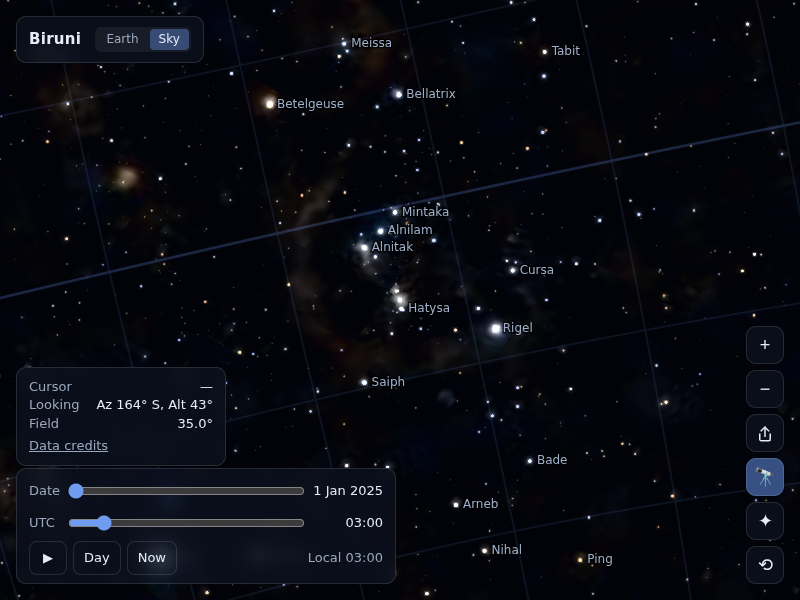 Biruni Earth Sky
Meissa
Tabit
Bellatrix
Betelgeuse
Mintaka
Alnilam
Alnitak
Cursa
Hatysa
Rigel
Saiph
Bade
Arneb
Nihal
Ping
Cursor —
Looking Az 164° S, Alt 43°
Field 35.0°
Data credits
Date 1 Jan 2025
UTC 03:00
▶ Day Now Local 03:00
+
−